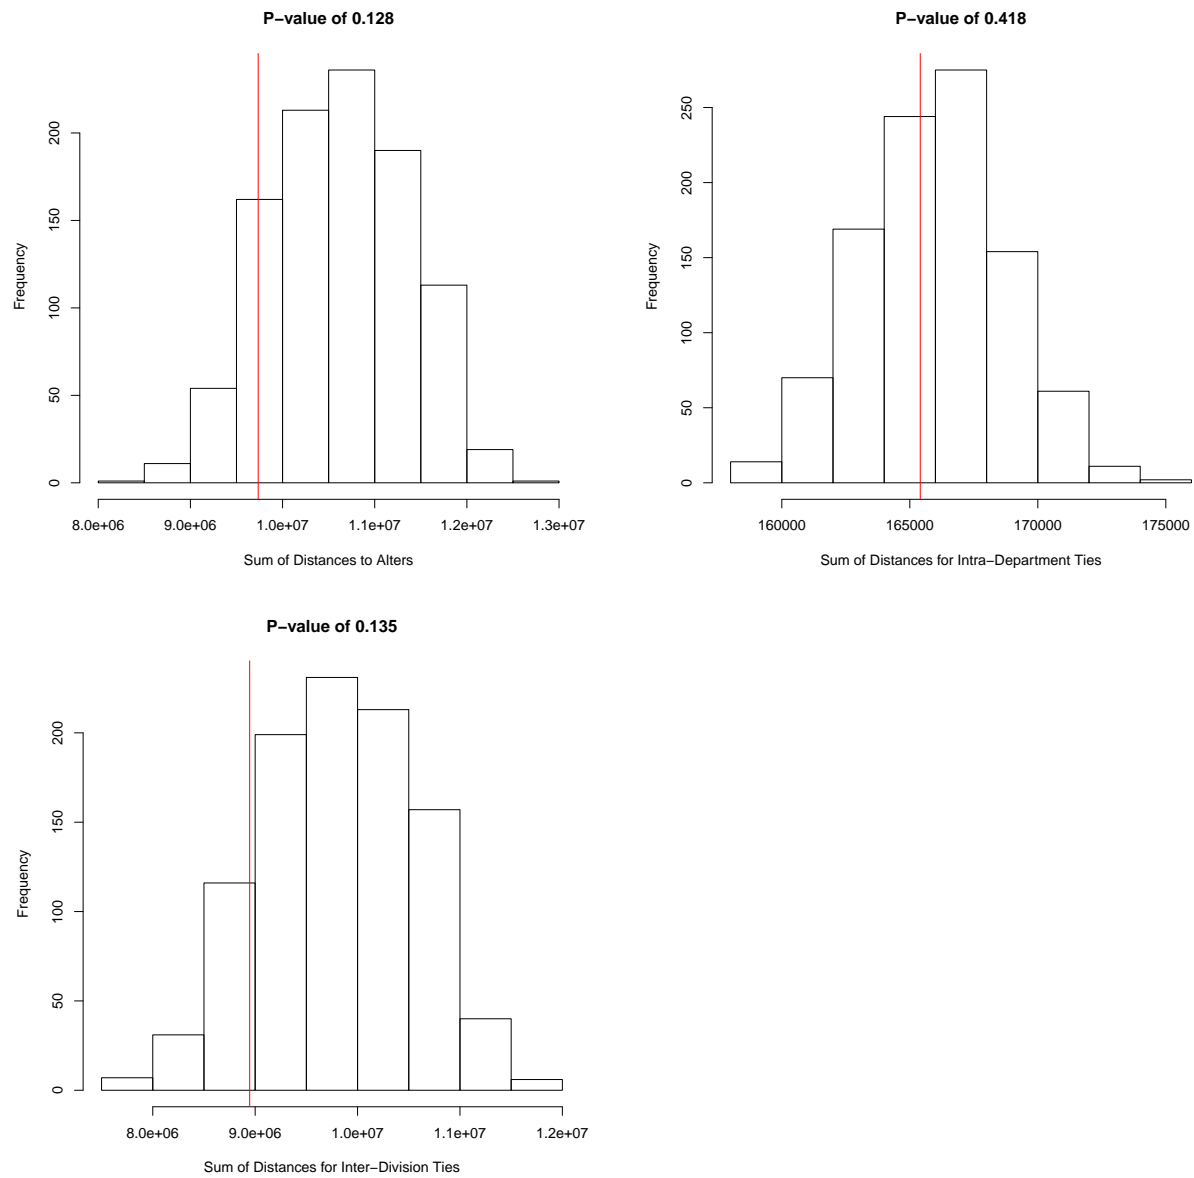 P−value of 0.128
Frequency
200
150
100
50
0
8.0e+06 9.0e+06 1.0e+07 1.1e+07 1.2e+07 1.3e+07
Sum of Distances to Alters
P−value of 0.418
Frequency
250
200
150
100
50
0
160000 165000 170000 175000
Sum of Distances for Intra−Department Ties
P−value of 0.135
Frequency
200
150
100
50
0
8.0e+06 9.0e+06 1.0e+07 1.1e+07 1.2e+07
Sum of Distances for Inter−Division Ties